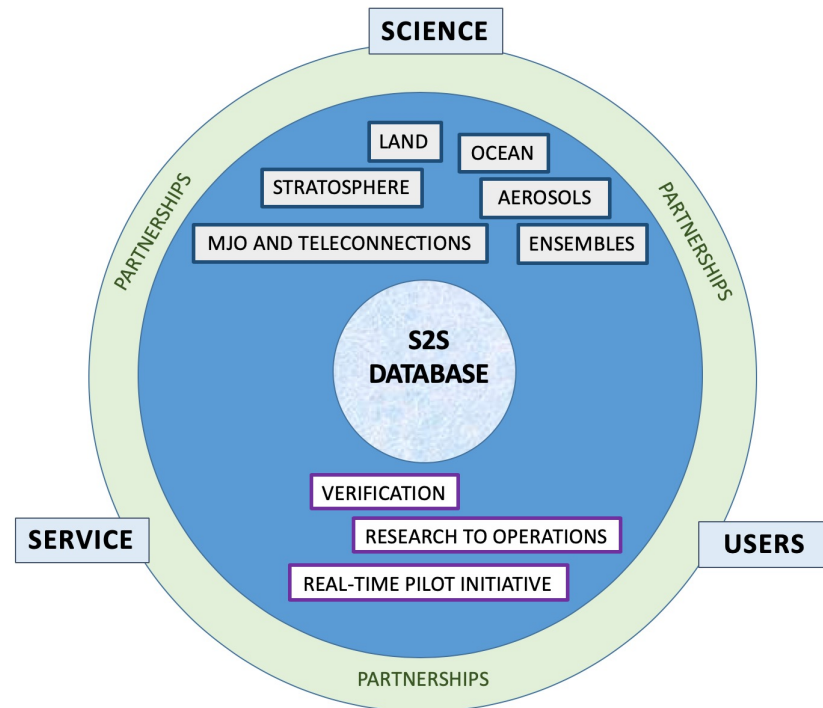 SCIENCE
LAND
OCEAN
STRATOSPHERE
AEROSOLS
PARTNERSHIPS
PARTNERSHIPS
MJO AND TELECONNECTIONS
ENSEMBLES
S2S
DATABASE
VERIFICATION
SERVICE
RESEARCH TO OPERATIONS
USERS
REAL-TIME PILOT INITIATIVE
PARTNERSHIPS